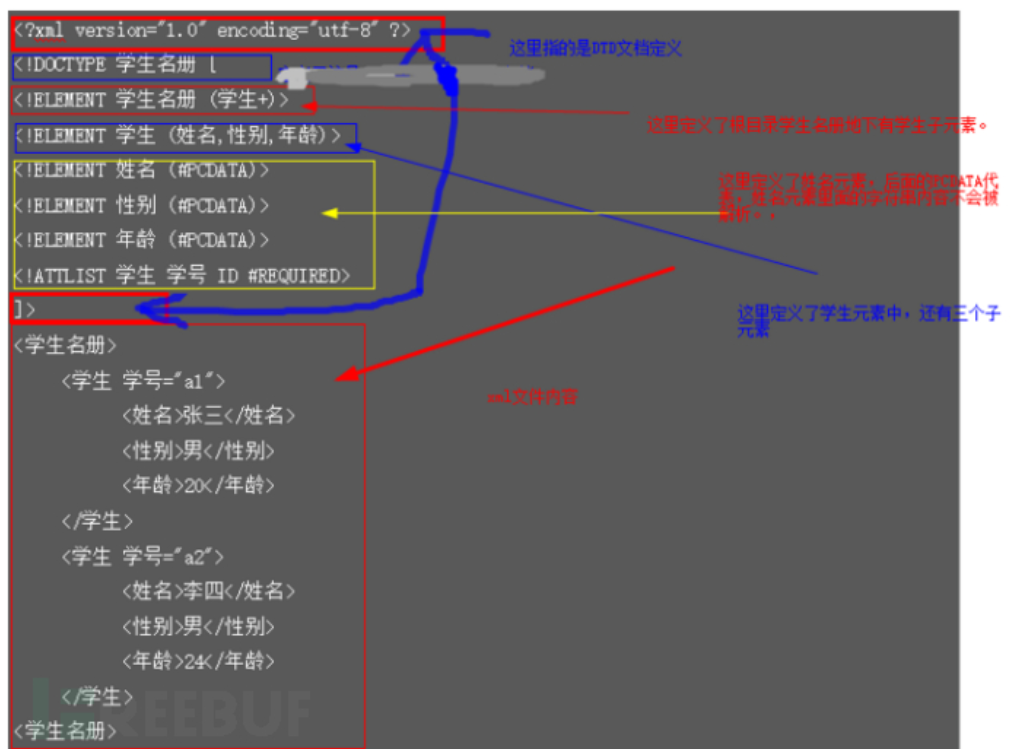 <?xml version="1.0" encoding="utf-8" ?>
这里指的是DTD文档定义
<!DOCTYPE 学生名册 [
<!ELEMENT 学生名册 (学生+)>
这里定义了根目录学生名册地下有学生子元素。
<!ELEMENT 学生 (姓名,性别,年龄)>
<!ELEMENT 姓名 (#PCDATA)>
这里定义了姓名元素，后面的PCDATA代
表，姓名元素里面的字符串内容不会被
解析。
<!ELEMENT 性别 (#PCDATA)>
<!ELEMENT 年龄 (#PCDATA)>
<!ATTLIST 学生 学号 ID #REQUIRED>
]>
这里定义了学生元素中，还有三个子
元素
<学生名册>
<学生 学号="a1">
xml文件内容
<姓名>张三</姓名>
<性别>男</性别>
<年龄>20</年龄>
</学生>
<学生 学号="a2">
<姓名>李四</姓名>
<性别>男</性别>
<年龄>24</年龄>
</学生>
REEBUF
<学生名册>